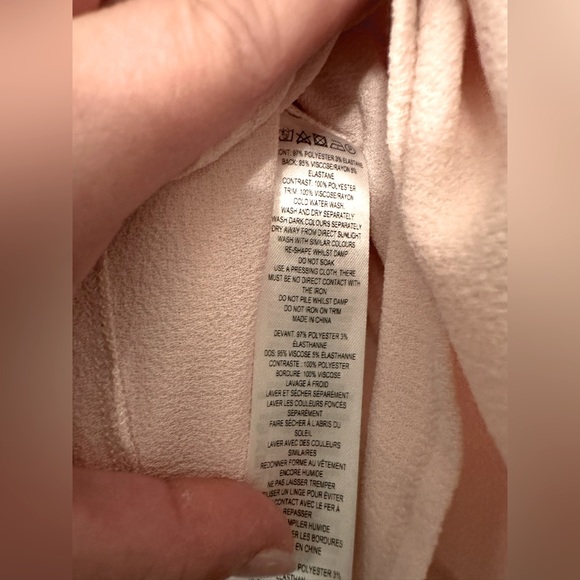 ONT: 97% POLYESTER 3% ELASTANE
BACK: 95% VISCOSE/RAYON 5%
ELASTANE
CONTRAST: 100% POLYESTER
TRIM: 100% VISCOSE/RAYON
COLD WATER WASH.
WASH AND DRY SEPARATELY
WASH DARK COLOURS SEPARATELY
DRY AWAY FROM DIRECT SUNLIGHT
WASH WITH SIMILAR COLOURS
RE-SHAPE WHILST DAMP
DO NOT SOAK
USE A PRESSING CLOTH, THERE
MUST BE NO DIRECT CONTACT WITH
THE IRON
DO NOT PILE WHILST DAMP
DO NOT IRON ON TRIM
MADE IN CHINA
DEVANT: 97% POLYESTER 3%
ÉLASTHANNE
DOS: 95% VISCOSE 5% ÉLASTHANNE
CONTRASTE : 100% POLYESTER
BORDURE: 100% VISCOSE
LAVAGE À FROID
LAVER ET SÉCHER SÉPARÉMENT
LAVER LES COULEURS FONCÉS
SÉPARÉMENT
FAIRE SÉCHER À L'ABRIS DU
SOLEIL
LAVER AVEC DES COULEURS
SIMILAIRES
REDONNER FORME AU VÊTEMENT
ENCORE HUMIDE
NE PAS LAISSER TREMPER
UTILISER UN LINGE POUR ÉVITER
CONTACT AVEC LE FER À
REPASSER
MPILER HUMIDE
ER LES BORDURES
EN CHINE
POLYESTER 3%